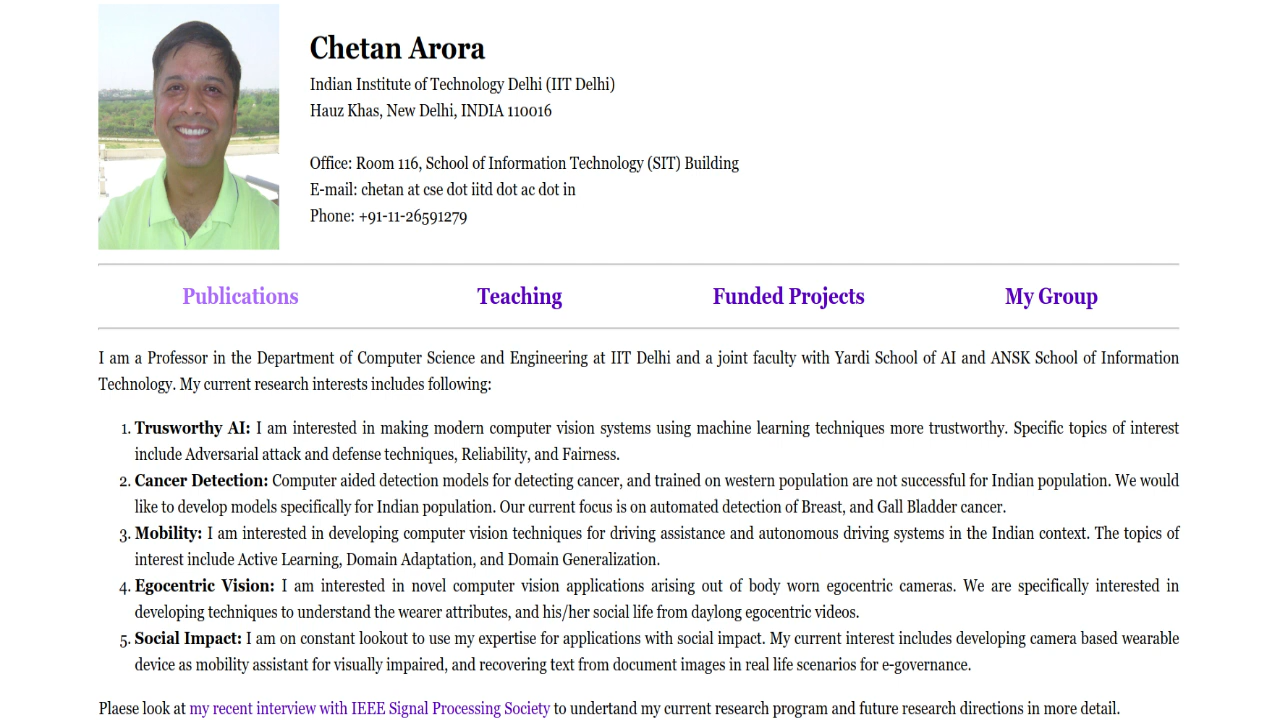 Chetan Arora
Indian Institute of Technology Delhi (IIT Delhi)
Hauz Khas, New Delhi, INDIA 110016
Office: Room 116, School of Information Technology (SIT) Building
E-mail: chetan at cse dot iitd dot ac dot in
Phone: +91-11-26591279
Publications Teaching Funded Projects My Group
I am a Professor in the Department of Computer Science and Engineering at IIT Delhi and a joint faculty with Yardi School of AI and ANSK School of Information
Technology. My current research interests includes following:
1. Trusworthy AI: I am interested in making modern computer vision systems using machine learning techniques more trustworthy. Specific topics of interest
include Adversarial attack and defense techniques, Reliability, and Fairness.
2. Cancer Detection: Computer aided detection models for detecting cancer, and trained on western population are not successful for Indian population. We would
like to develop models specifically for Indian population. Our current focus is on automated detection of Breast, and Gall Bladder cancer.
3. Mobility: I am interested in developing computer vision techniques for driving assistance and autonomous driving systems in the Indian context. The topics of
interest include Active Learning, Domain Adaptation, and Domain Generalization.
4. Egocentric Vision: I am interested in novel computer vision applications arising out of body worn egocentric cameras. We are specifically interested in
developing techniques to understand the wearer attributes, and his/her social life from daylong egocentric videos.
5. Social Impact: I am on constant lookout to use my expertise for applications with social impact. My current interest includes developing camera based wearable
device as mobility assistant for visually impaired, and recovering text from document images in real life scenarios for e-governance.
Plaese look at my recent interview with IEEE Signal Processing Society to undertand my current research program and future research directions in more detail.